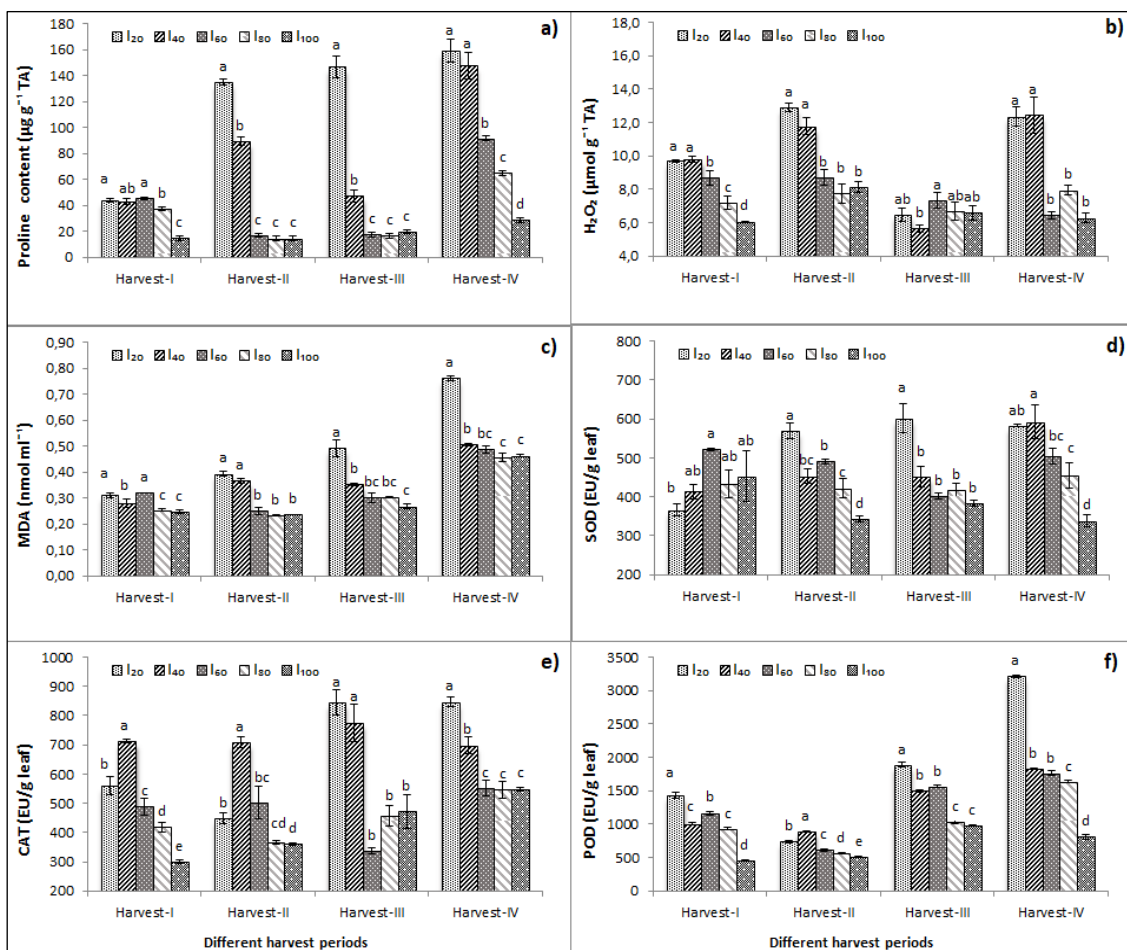 a)
I₂₀ I₄₀ I₆₀ I₈₀ I₁₀₀
Proline content (µg g⁻¹ TA)
180
160
140
120
100
80
60
40
20
0
a ab a b c
a b c c c
a b c c c
a a b c d
Harvest-I Harvest-II Harvest-III Harvest-IV
b)
I₂₀ I₄₀ I₆₀ I₈₀ I₁₀₀
H₂O₂ (µmol g⁻¹ TA)
18,0
16,0
14,0
12,0
10,0
8,0
6,0
4,0
a a b c d
a a b b b
ab b a ab ab
a a b b b
Harvest-I Harvest-II Harvest-III Harvest-IV
c)
I₂₀ I₄₀ I₆₀ I₈₀ I₁₀₀
MDA (nmol ml⁻¹)
0,90
0,80
0,70
0,60
0,50
0,40
0,30
0,20
0,10
0,00
a b a c c
a a b b b
a b b b c
a b bc c c
Harvest-I Harvest-II Harvest-III Harvest-IV
d)
I₂₀ I₄₀ I₆₀ I₈₀ I₁₀₀
SOD (EU/g leaf)
800
700
600
500
400
300
200
b ab a ab ab
a bc b c d
a b b b b
ab a bc c d
Harvest-I Harvest-II Harvest-III Harvest-IV
e)
I₂₀ I₄₀ I₆₀ I₈₀ I₁₀₀
CAT (EU/g leaf)
1000
900
800
700
600
500
400
300
200
b a c d e
b a bc cd d
a a b b b
a b c c c
Harvest-I Harvest-II Harvest-III Harvest-IV
Different harvest periods
f)
I₂₀ I₄₀ I₆₀ I₈₀ I₁₀₀
POD (EU/g leaf)
3500
3000
2500
2000
1500
1000
500
0
a c b c d
b a c d e
a b b c c
a b b c d
Harvest-I Harvest-II Harvest-III Harvest-IV
Different harvest periods